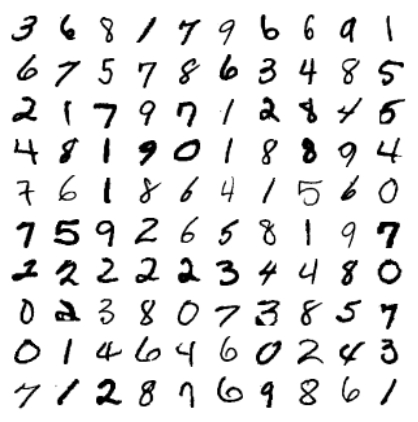 3 6 8 1 7 9 6 6 9 1
6 7 5 7 8 6 3 4 8 5
2 1 7 9 7 1 2 8 4 5
4 8 1 9 0 1 8 8 9 4
7 6 1 8 6 4 1 5 6 0
7 5 9 2 6 5 8 1 9 7
2 2 2 2 2 3 4 4 8 0
0 2 3 8 0 7 3 8 5 7
0 1 4 6 4 6 0 2 4 3
7 1 2 8 7 6 9 8 6 1